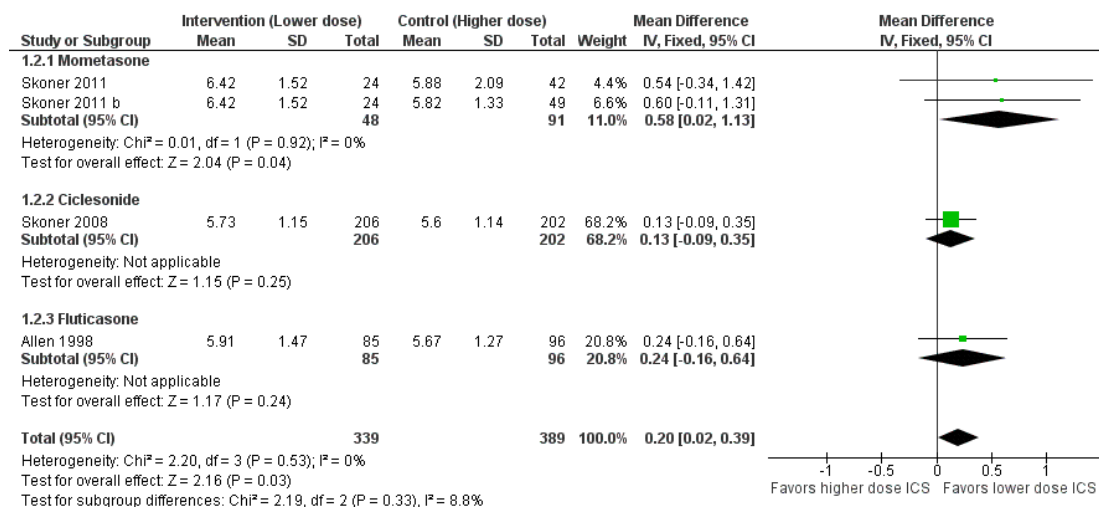 Intervention (Lower dose) Control (Higher dose) Mean Difference Mean Difference
Study or Subgroup Mean SD Total Mean SD Total Weight IV, Fixed, 95% CI IV, Fixed, 95% CI
1.2.1 Mometasone
Skoner 2011 6.42 1.52 24 5.88 2.09 42 4.4% 0.54 [-0.34, 1.42]
Skoner 2011 b 6.42 1.52 24 5.82 1.33 49 6.6% 0.60 [-0.11, 1.31]
Subtotal (95% CI) 48 91 11.0% 0.58 [0.02, 1.13]
Heterogeneity: Chi² = 0.01, df = 1 (P = 0.92); I² = 0%
Test for overall effect: Z = 2.04 (P = 0.04)
1.2.2 Ciclesonide
Skoner 2008 5.73 1.15 206 5.6 1.14 202 68.2% 0.13 [-0.09, 0.35]
Subtotal (95% CI) 206 202 68.2% 0.13 [-0.09, 0.35]
Heterogeneity: Not applicable
Test for overall effect: Z = 1.15 (P = 0.25)
1.2.3 Fluticasone
Allen 1998 5.91 1.47 85 5.67 1.27 96 20.8% 0.24 [-0.16, 0.64]
Subtotal (95% CI) 85 96 20.8% 0.24 [-0.16, 0.64]
Heterogeneity: Not applicable
Test for overall effect: Z = 1.17 (P = 0.24)
Total (95% CI) 339 389 100.0% 0.20 [0.02, 0.39]
Heterogeneity: Chi² = 2.20, df = 3 (P = 0.53); I² = 0%
Test for overall effect: Z = 2.16 (P = 0.03)
Test for subgroup differences: Chi² = 2.19, df = 2 (P = 0.33), I² = 8.8%
-1 -0.5 0 0.5 1
Favors higher dose ICS Favors lower dose ICS